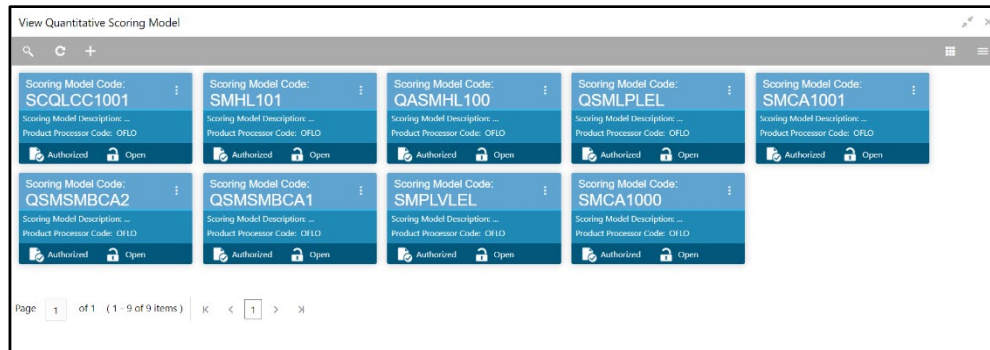 View Quantitative Scoring Model
Scoring Model Code:
SCQLCC1001
Scoring Model Description: ...
Product Processor Code: OFLO
Authorized Open
Scoring Model Code:
SMHL101
Scoring Model Description: ...
Product Processor Code: OFLO
Authorized Open
Scoring Model Code:
QASMHL100
Scoring Model Description: ...
Product Processor Code: OFLO
Authorized Open
Scoring Model Code:
QSMLPLEL
Scoring Model Description: ...
Product Processor Code: OFLO
Authorized Open
Scoring Model Code:
SMCA1001
Scoring Model Description: ...
Product Processor Code: OFLO
Authorized Open
Scoring Model Code:
QSMSMBCA2
Scoring Model Description: ...
Product Processor Code: OFLO
Authorized Open
Scoring Model Code:
QSMSMBCA1
Scoring Model Description: ...
Product Processor Code: OFLO
Authorized Open
Scoring Model Code:
SMPLVLEL
Scoring Model Description: ...
Product Processor Code: OFLO
Authorized Open
Scoring Model Code:
SMCA1000
Scoring Model Description: ...
Product Processor Code: OFLO
Authorized Open
Page 1 of 1 (1 - 9 of 9 items) 1